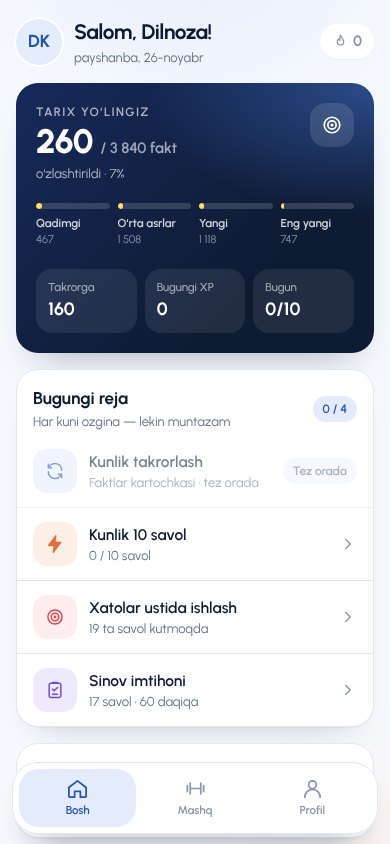 DK
Salom, Dilnoza!
payshanba, 26-noyabr
0
TARIX YO‘LINGIZ
260 / 3 840 fakt
o‘zlashtirildi · 7%
Qadimgi
467
O‘rta asrlar
1 508
Yangi
1 118
Eng yangi
747
Takrorga
160
Bugungi XP
0
Bugun
0/10
Bugungi reja
Har kuni ozgina — lekin muntazam
0 / 4
Kunlik takrorlash
Faktlar kartochkasi · tez orada
Tez orada
Kunlik 10 savol
0 / 10 savol
Xatolar ustida ishlash
19 ta savol kutmoqda
Sinov imtihoni
17 savol · 60 daqiqa
Bosh
Mashq
Profil